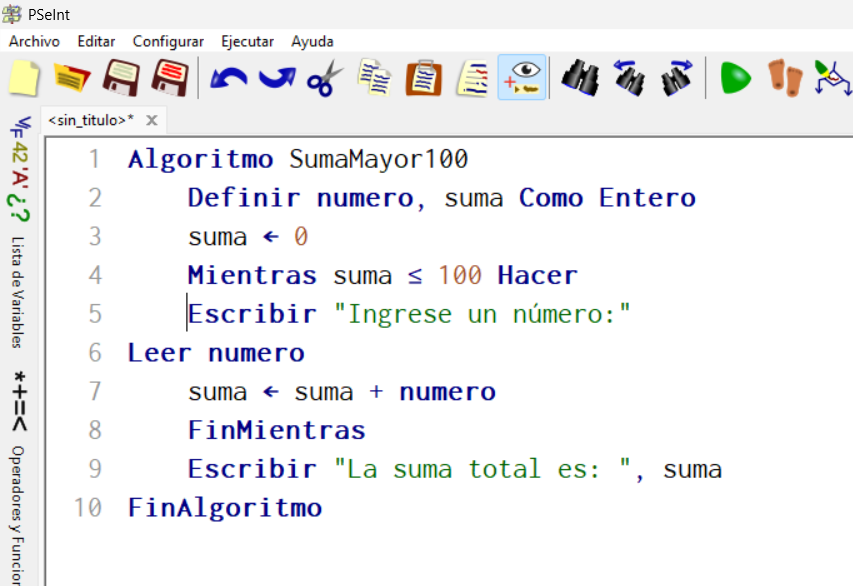 PSeInt
Archivo Editar Configurar Ejecutar Ayuda
<sin_titulo>* ×
1 Algoritmo SumaMayor100
2 Definir numero, suma Como Entero
3 suma ← 0
4 Mientras suma ≤ 100 Hacer
5 Escribir "Ingrese un número:"
6 Leer numero
7 suma ← suma + numero
8 FinMientras
9 Escribir "La suma total es: ", suma
10 FinAlgoritmo
V/F 42 'A' ¿?
Lista de Variables
*+=<
Operadores y Funcion